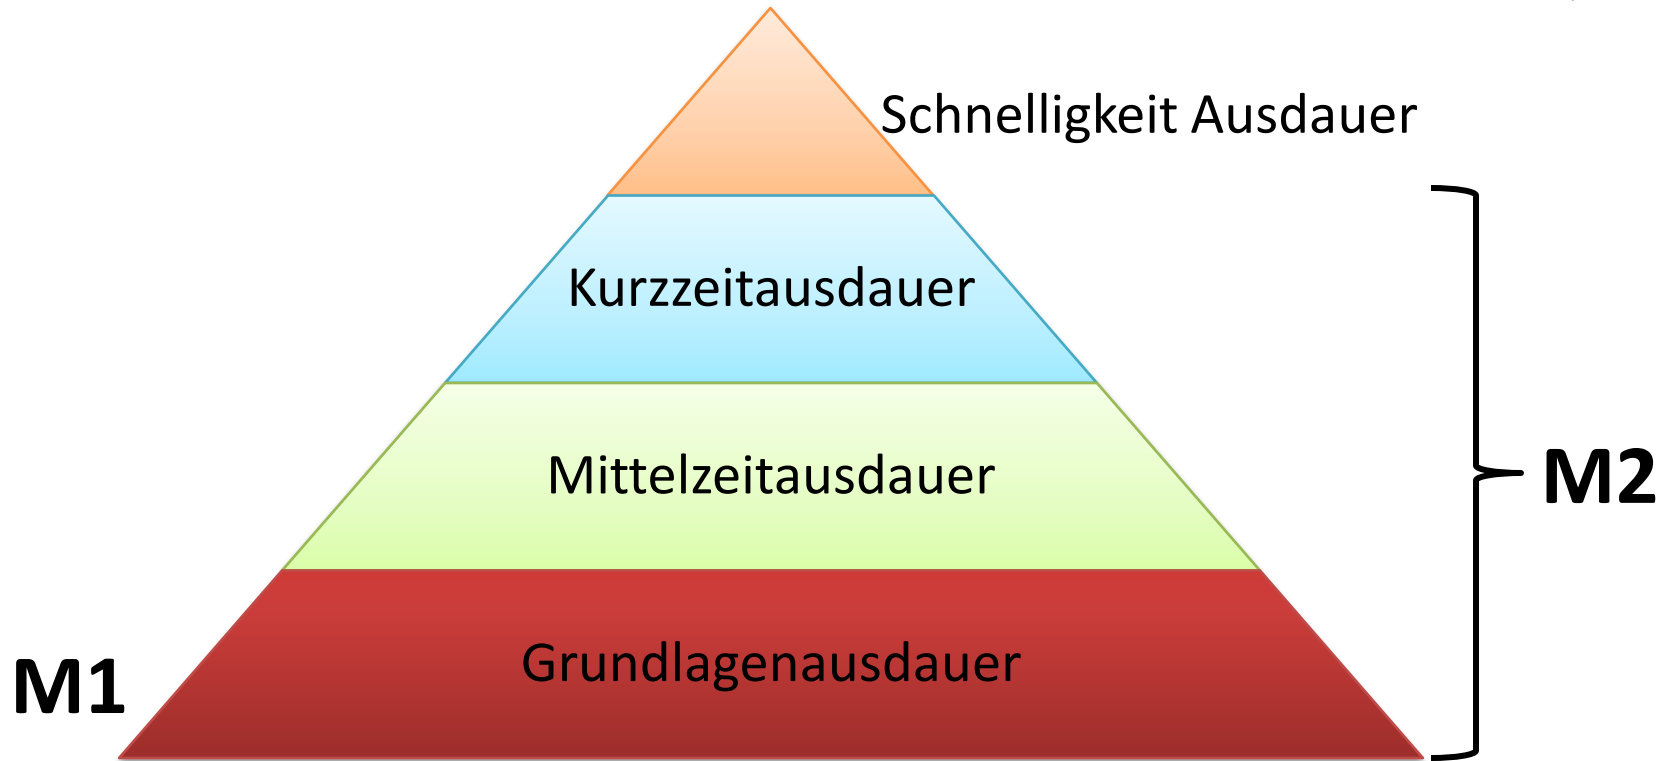 Schnelligkeit Ausdauer
Kurzzeitausdauer
Mittelzeitausdauer
M2
Grundlagenausdauer
M1